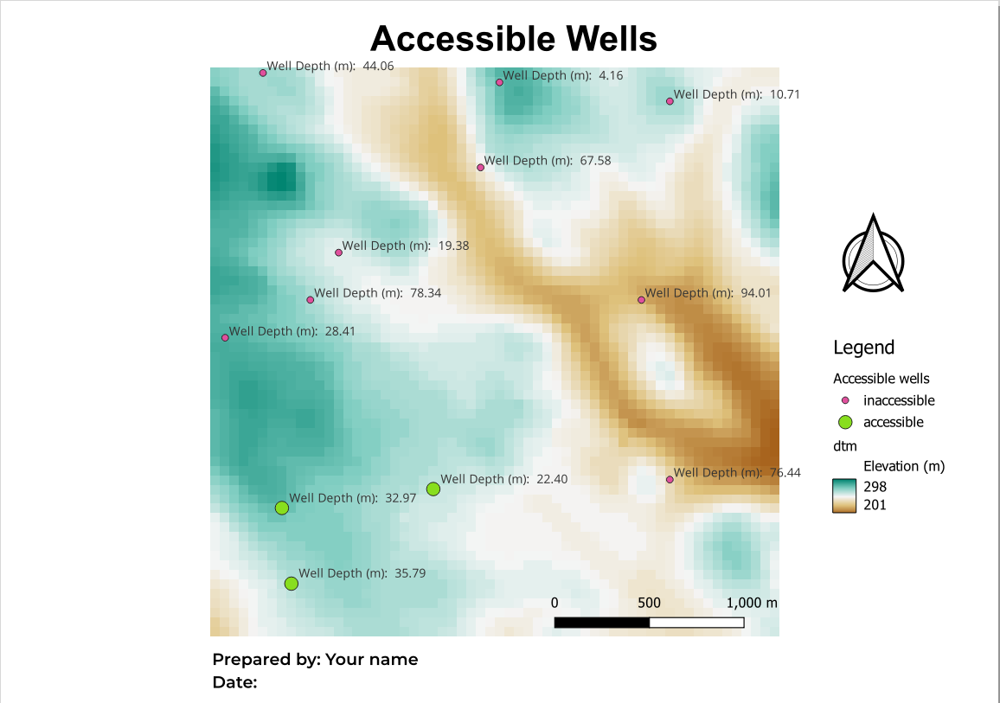 Accessible Wells
Well Depth (m): 44.06
Well Depth (m): 4.16
Well Depth (m): 10.71
Well Depth (m): 67.58
Well Depth (m): 19.38
Well Depth (m): 78.34
Well Depth (m): 94.01
Well Depth (m): 28.41
Well Depth (m): 76.44
Well Depth (m): 22.40
Well Depth (m): 32.97
Well Depth (m): 35.79
0 500 1,000 m
Legend
Accessible wells
inaccessible
accessible
dtm
Elevation (m)
298
201
Prepared by: Your name
Date: